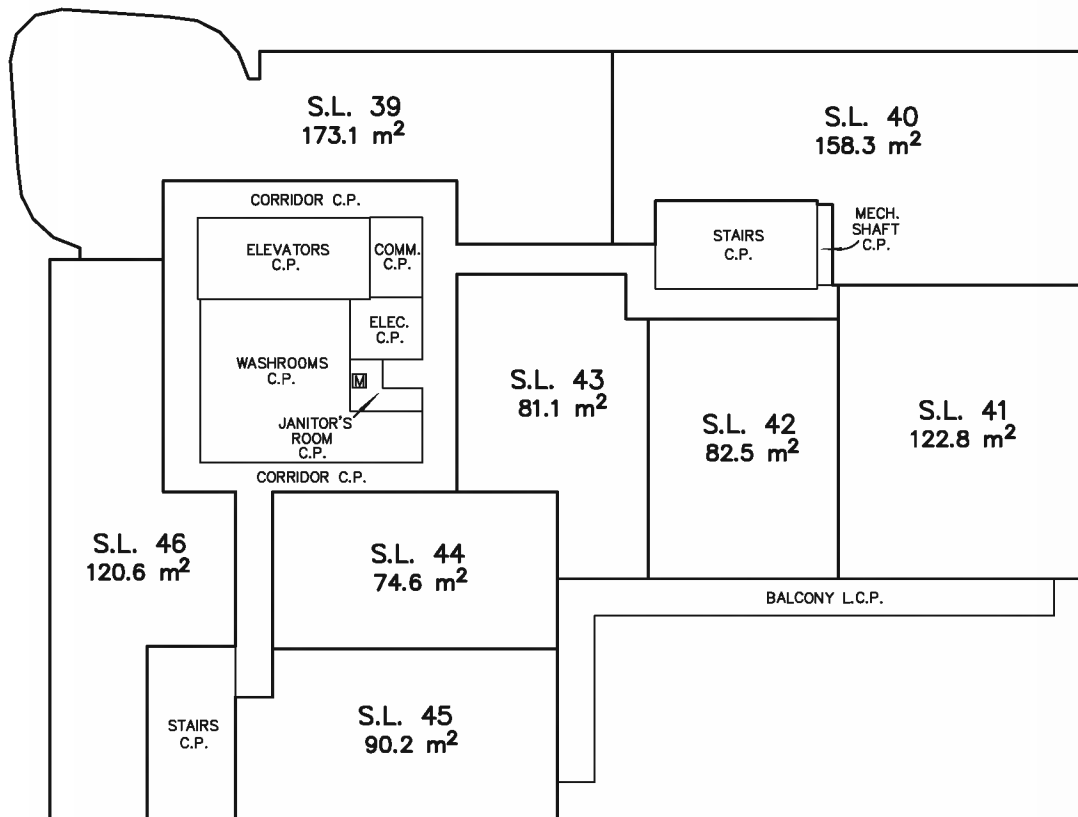 S.L. 39
173.1 m²
S.L. 40
158.3 m²
CORRIDOR C.P.
ELEVATORS
C.P.
COMM.
C.P.
STAIRS
C.P.
MECH.
SHAFT
C.P.
ELEC.
C.P.
WASHROOMS
C.P.
M
JANITOR'S
ROOM
C.P.
CORRIDOR C.P.
S.L. 43
81.1 m²
S.L. 42
82.5 m²
S.L. 41
122.8 m²
S.L. 46
120.6 m²
S.L. 44
74.6 m²
BALCONY L.C.P.
STAIRS
C.P.
S.L. 45
90.2 m²